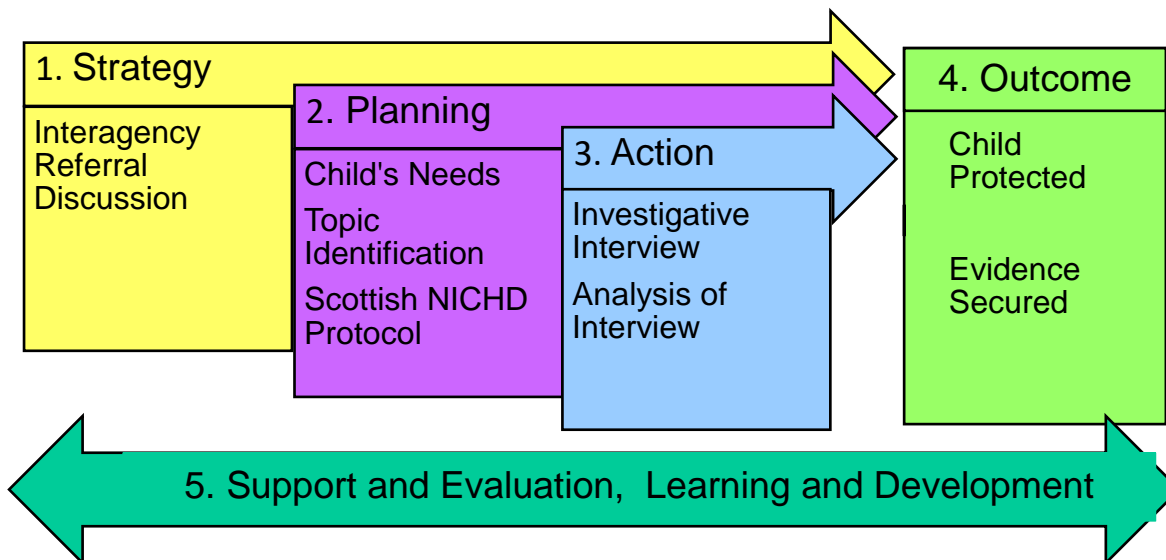 1. Strategy
Interagency
Referral
Discussion
2. Planning
Child's Needs
Topic
Identification
Scottish NICHD
Protocol
3. Action
Investigative
Interview
Analysis of
Interview
4. Outcome
Child
Protected
Evidence
Secured
5. Support and Evaluation,  Learning and Development